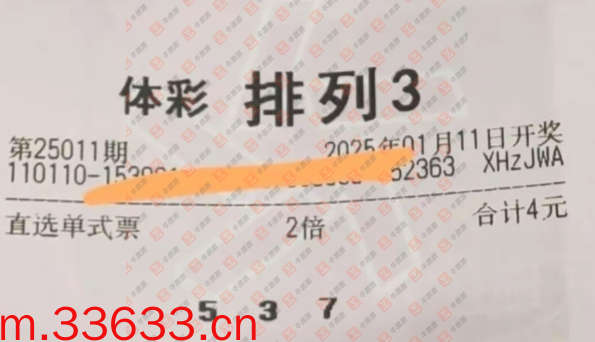 体彩 排列3
第25011期 2025年01月11日开奖
110110- 52363 XHzJWA
直选单式票 2倍 合计4元
5 3 7
m.33633.cn